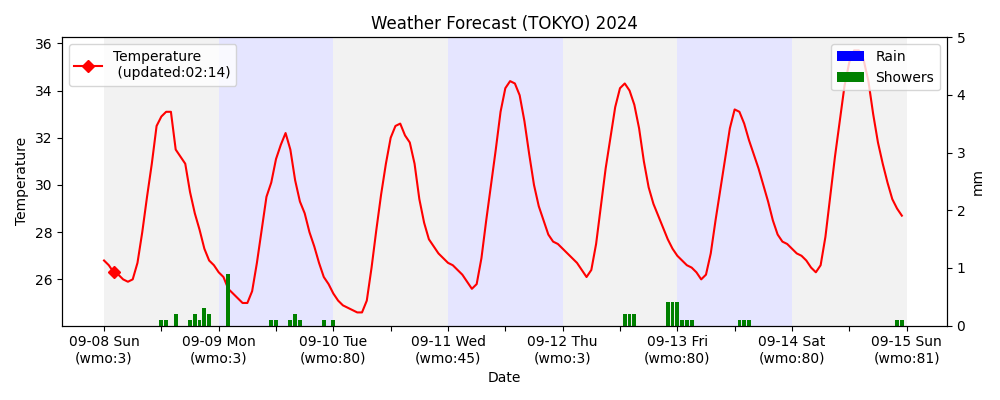 Weather Forecast (TOKYO) 2024
Temperature
(updated:02:14)
Rain
Showers
Temperature
36
34
32
30
28
26
5
4
3
2
1
0
mm
09-08 Sun
(wmo:3)
09-09 Mon
(wmo:3)
09-10 Tue
(wmo:80)
09-11 Wed
(wmo:45)
09-12 Thu
(wmo:3)
09-13 Fri
(wmo:80)
09-14 Sat
(wmo:80)
09-15 Sun
(wmo:81)
Date